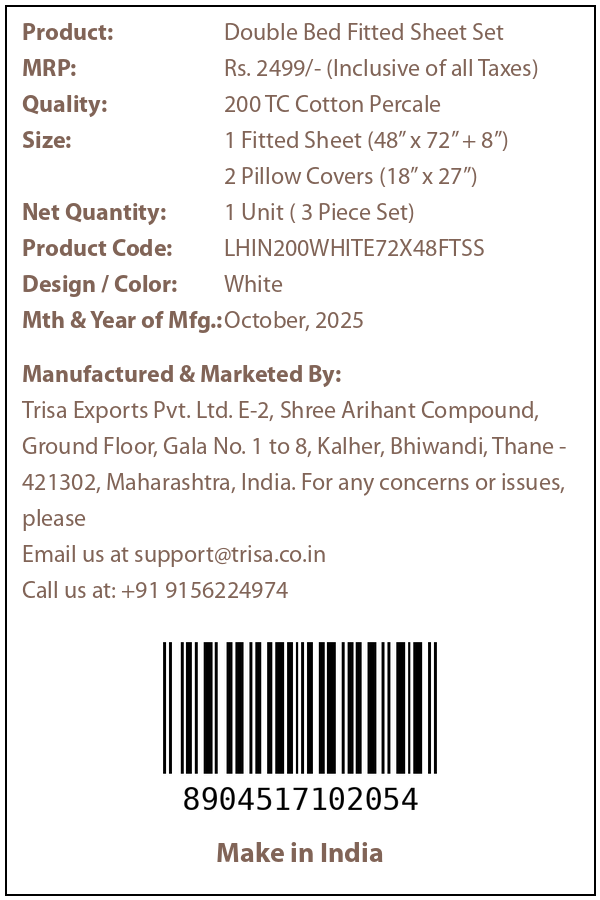 Product: Double Bed Fitted Sheet Set
MRP: Rs. 2499/- (Inclusive of all Taxes)
Quality: 200 TC Cotton Percale
Size: 1 Fitted Sheet (48” x 72” + 8”)
2 Pillow Covers (18” x 27”)
Net Quantity: 1 Unit ( 3 Piece Set)
Product Code: LHIN200WHITE72X48FTSS
Design / Color: White
Mth & Year of Mfg.: October, 2025
Manufactured & Marketed By:
Trisa Exports Pvt. Ltd. E-2, Shree Arihant Compound,
Ground Floor, Gala No. 1 to 8, Kalher, Bhiwandi, Thane -
421302, Maharashtra, India. For any concerns or issues,
please
Email us at support@trisa.co.in
Call us at: +91 9156224974
8904517102054
Make in India